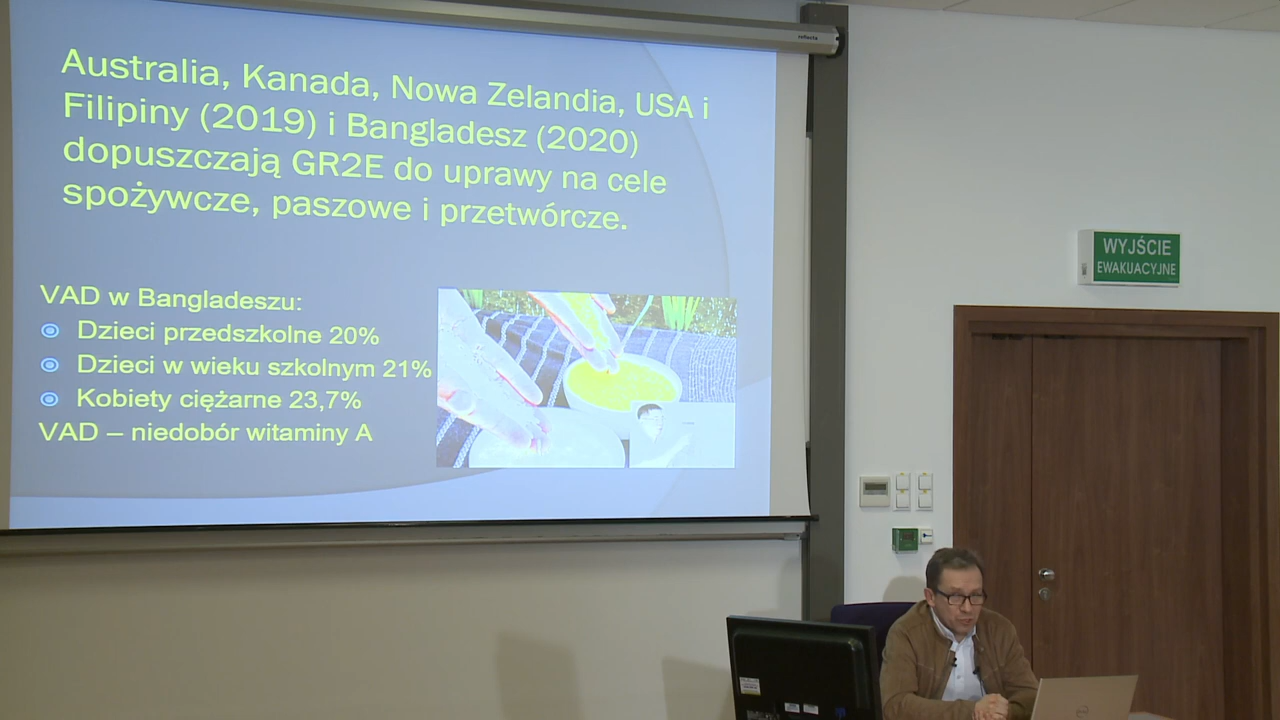 reflecta
Australia, Kanada, Nowa Zelandia, USA i
Filipiny (2019) i Bangladesz (2020)
dopuszczają GR2E do uprawy na cele
spożywcze, paszowe i przetwórcze.
VAD w Bangladeszu:
Dzieci przedszkolne 20%
Dzieci w wieku szkolnym 21%
Kobiety ciężarne 23,7%
VAD – niedobór witaminy A
WYJŚCIE
EWAKUACYJNE